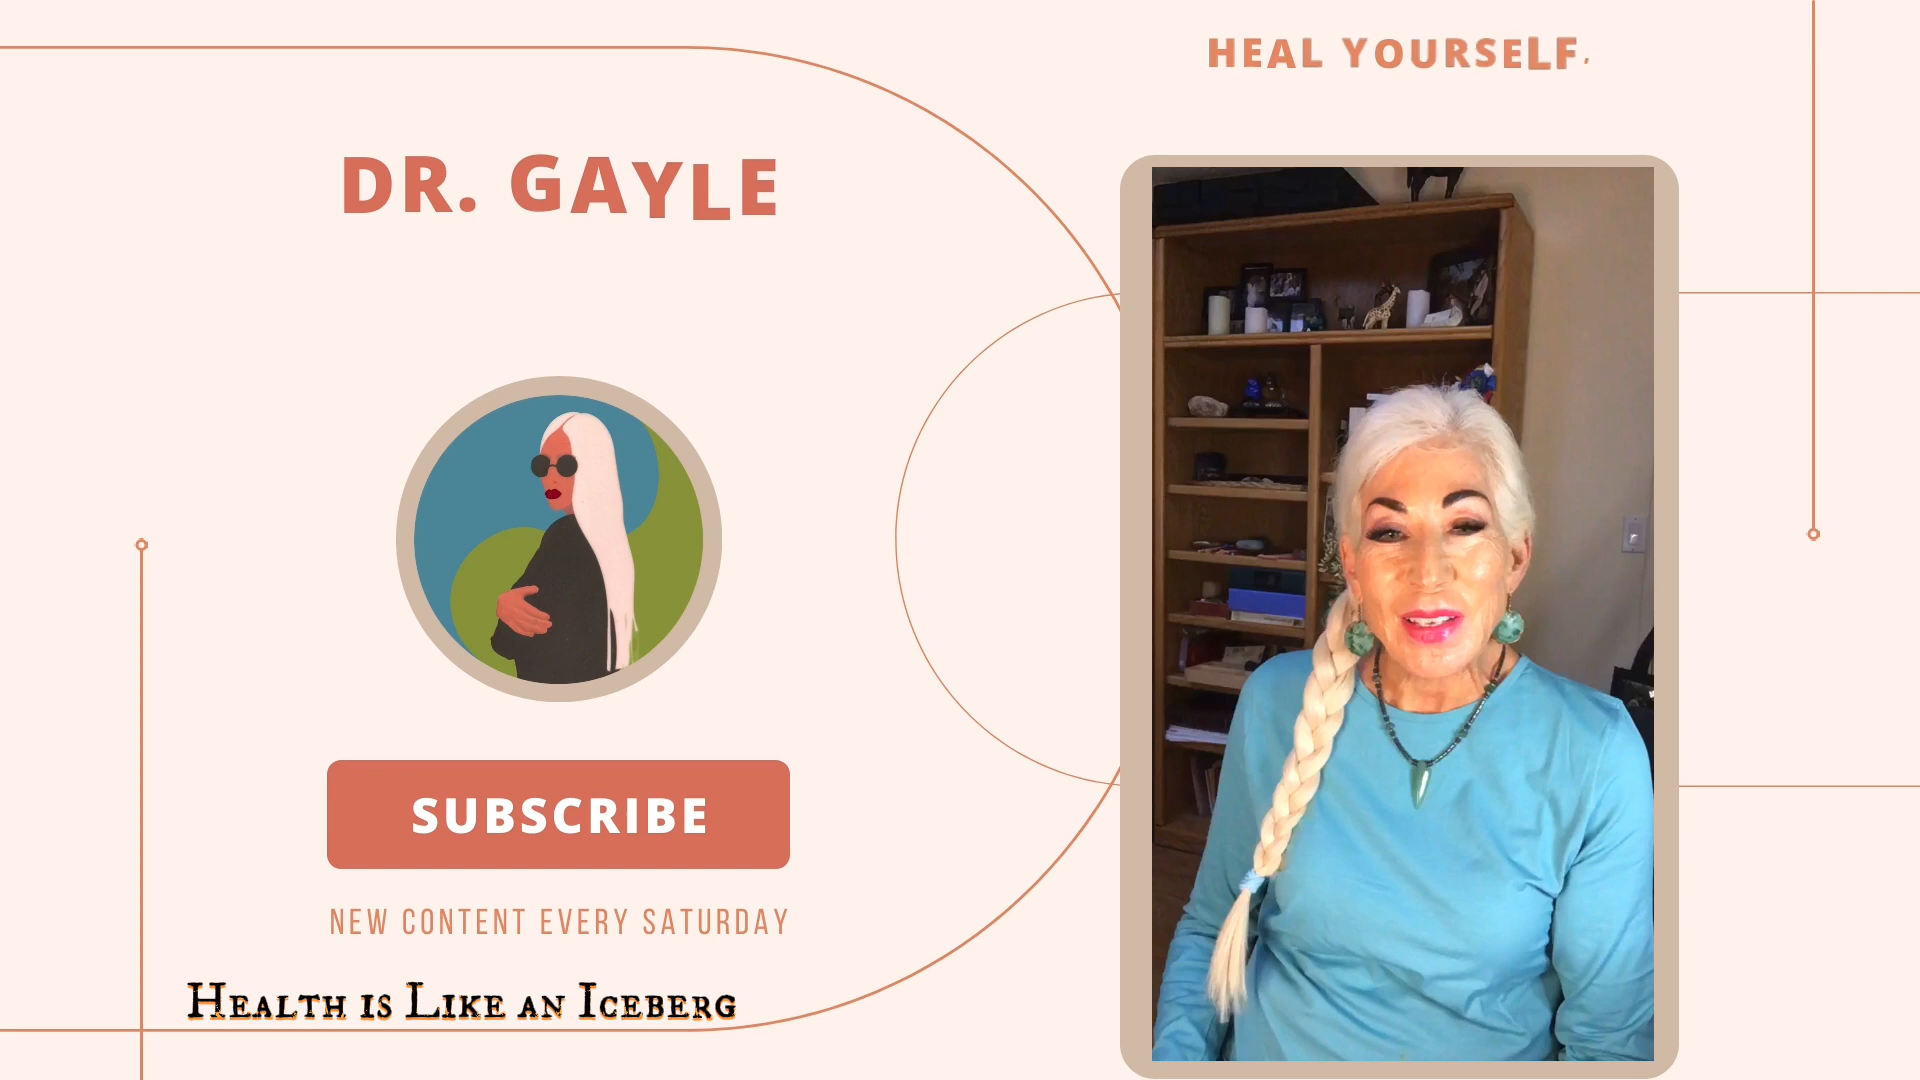 HEAL YOURSELF,
DR. GAYLE
SUBSCRIBE
NEW CONTENT EVERY SATURDAY
HEALTH IS LIKE AN ICEBERG